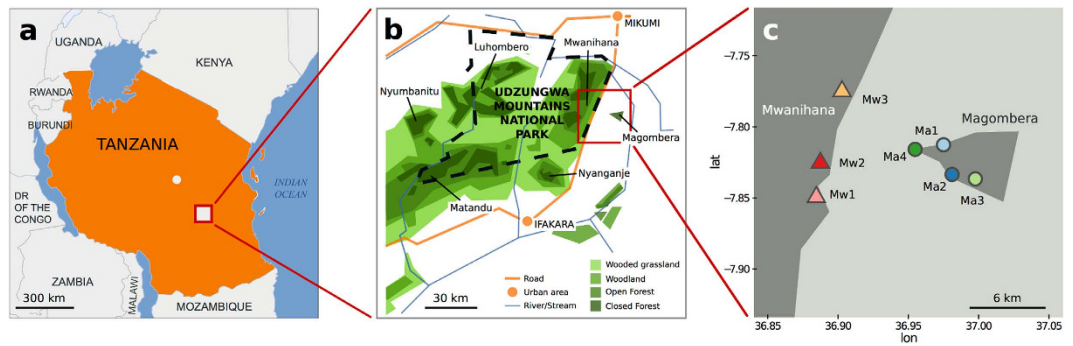 a
UGANDA
KENYA
RWANDA
BURUNDI
TANZANIA
DR
OF THE
CONGO
INDIAN
OCEAN
ZAMBIA
MALAWI
MOZAMBIQUE
300 km
b
MIKUMI
Luhombero
Mwanihana
Nyumbanitu
UDZUNGWA
MOUNTAINS
NATIONAL
PARK
Magombera
Nyanganje
Matandu
IFAKARA
Road
Urban area
River/Stream
Wooded grassland
Woodland
Open Forest
Closed Forest
30 km
c
−7.75
−7.80
−7.85
−7.90
lat
Mwanihana
Mw3
Mw2
Mw1
Magombera
Ma1
Ma4
Ma2
Ma3
6 km
36.85
36.90
36.95
37.00
37.05
lon